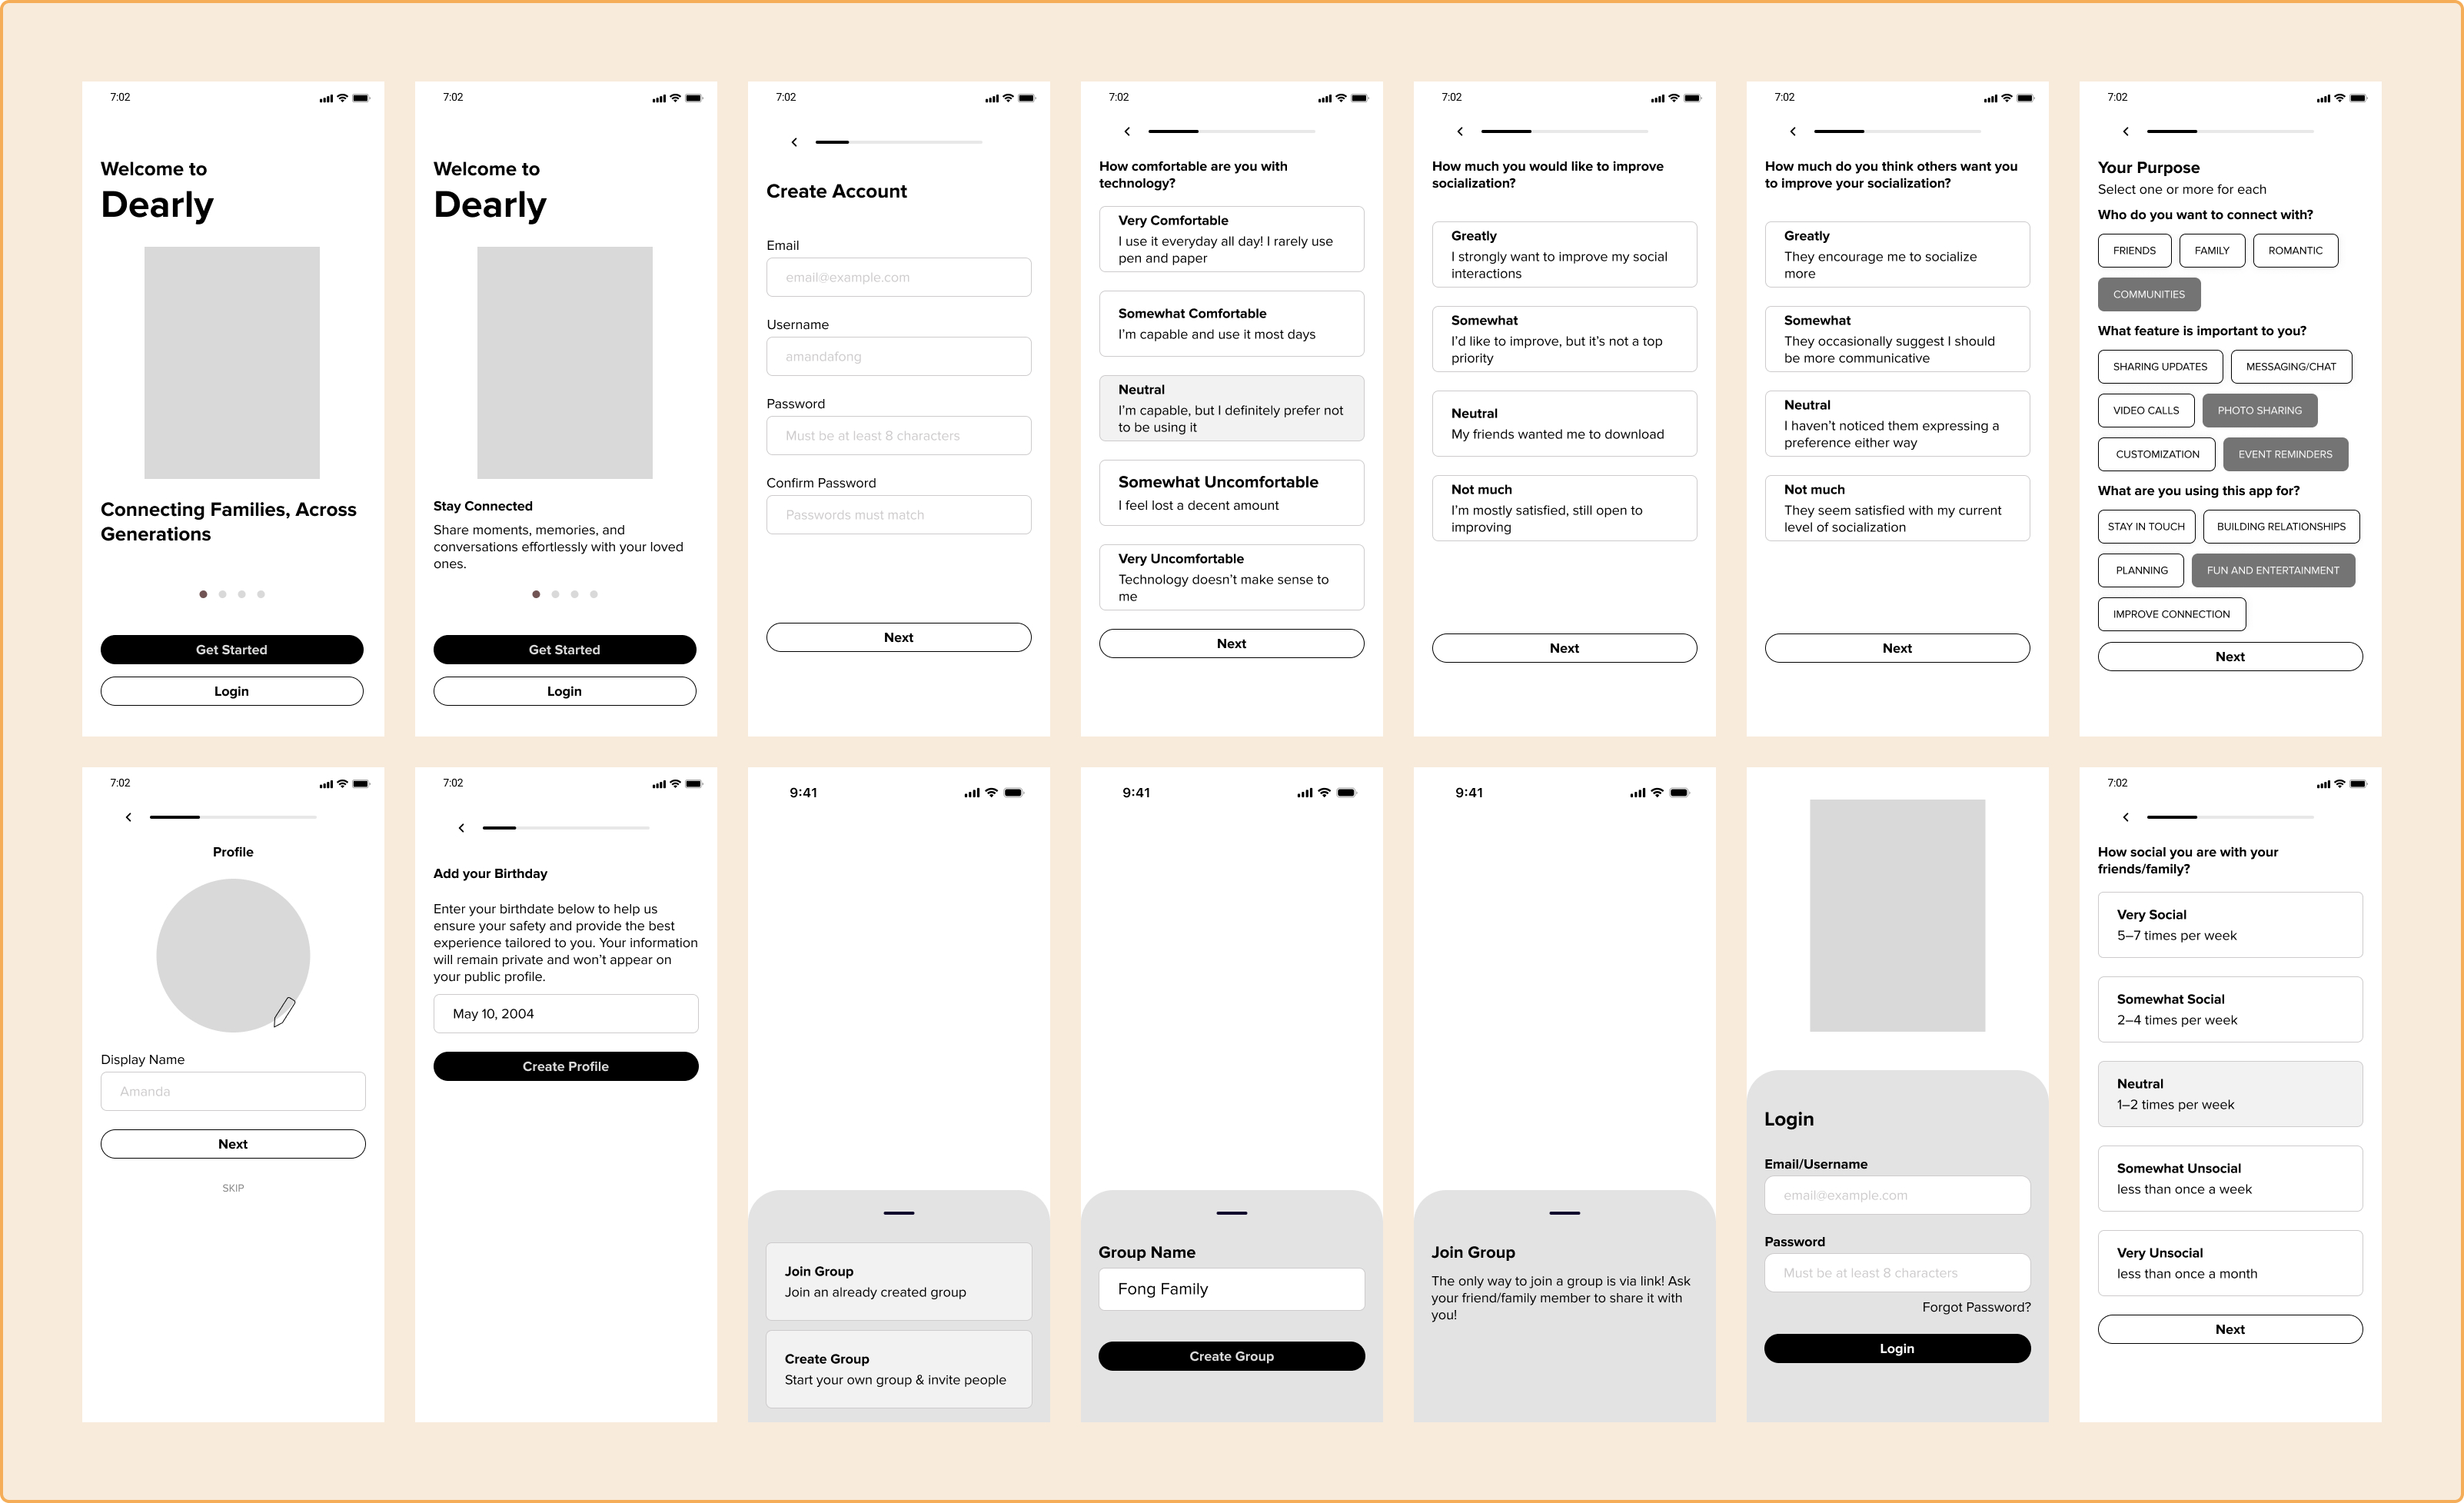 7:02
Welcome to
Dearly
Connecting Families, Across
Generations
Get Started
Login
7:02
Welcome to
Dearly
Stay Connected
Share moments, memories, and
conversations effortlessly with your loved
ones.
Get Started
Login
7:02
Create Account
Email
email@example.com
Username
amandafong
Password
Must be at least 8 characters
Confirm Password
Passwords must match
Next
7:02
How comfortable are you with
technology?
Very Comfortable
I use it everyday all day! I rarely use
pen and paper
Somewhat Comfortable
I'm capable and use it most days
Neutral
I'm capable, but I definitely prefer not
to be using it
Somewhat Uncomfortable
I feel lost a decent amount
Very Uncomfortable
Technology doesn't make sense to
me
Next
7:02
How much you would like to improve
socialization?
Greatly
I strongly want to improve my social
interactions
Somewhat
I'd like to improve, but it's not a top
priority
Neutral
My friends wanted me to download
Not much
I'm mostly satisfied, still open to
improving
Next
7:02
How much do you think others want you
to improve your socialization?
Greatly
They encourage me to socialize
more
Somewhat
They occasionally suggest I should
be more communicative
Neutral
I haven't noticed them expressing a
preference either way
Not much
They seem satisfied with my current
level of socialization
Next
7:02
Your Purpose
Select one or more for each
Who do you want to connect with?
FRIENDS FAMILY ROMANTIC
COMMUNITIES
What feature is important to you?
SHARING UPDATES MESSAGING/CHAT
VIDEO CALLS PHOTO SHARING
CUSTOMIZATION EVENT REMINDERS
What are you using this app for?
STAY IN TOUCH BUILDING RELATIONSHIPS
PLANNING FUN AND ENTERTAINMENT
IMPROVE CONNECTION
Next
7:02
Profile
Display Name
Amanda
Next
SKIP
7:02
Add your Birthday
Enter your birthdate below to help us
ensure your safety and provide the best
experience tailored to you. Your information
will remain private and won't appear on
your public profile.
May 10, 2004
Create Profile
9:41
Join Group
Join an already created group
Create Group
Start your own group & invite people
9:41
Group Name
Fong Family
Create Group
9:41
Join Group
The only way to join a group is via link! Ask
your friend/family member to share it with
you!
Login
Email/Username
email@example.com
Password
Must be at least 8 characters
Forgot Password?
Login
7:02
How social you are with your
friends/family?
Very Social
5–7 times per week
Somewhat Social
2–4 times per week
Neutral
1–2 times per week
Somewhat Unsocial
less than once a week
Very Unsocial
less than once a month
Next